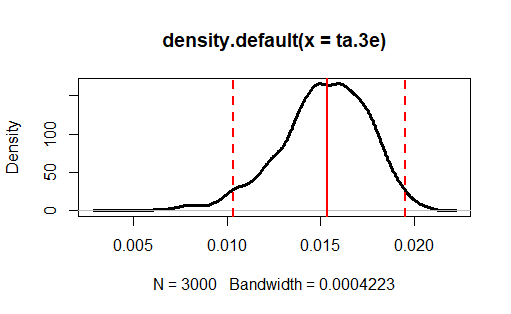 density.default(x = ta.3e)
Density
100
50
0
0.005 0.010 0.015 0.020
N = 3000 Bandwidth = 0.0004223